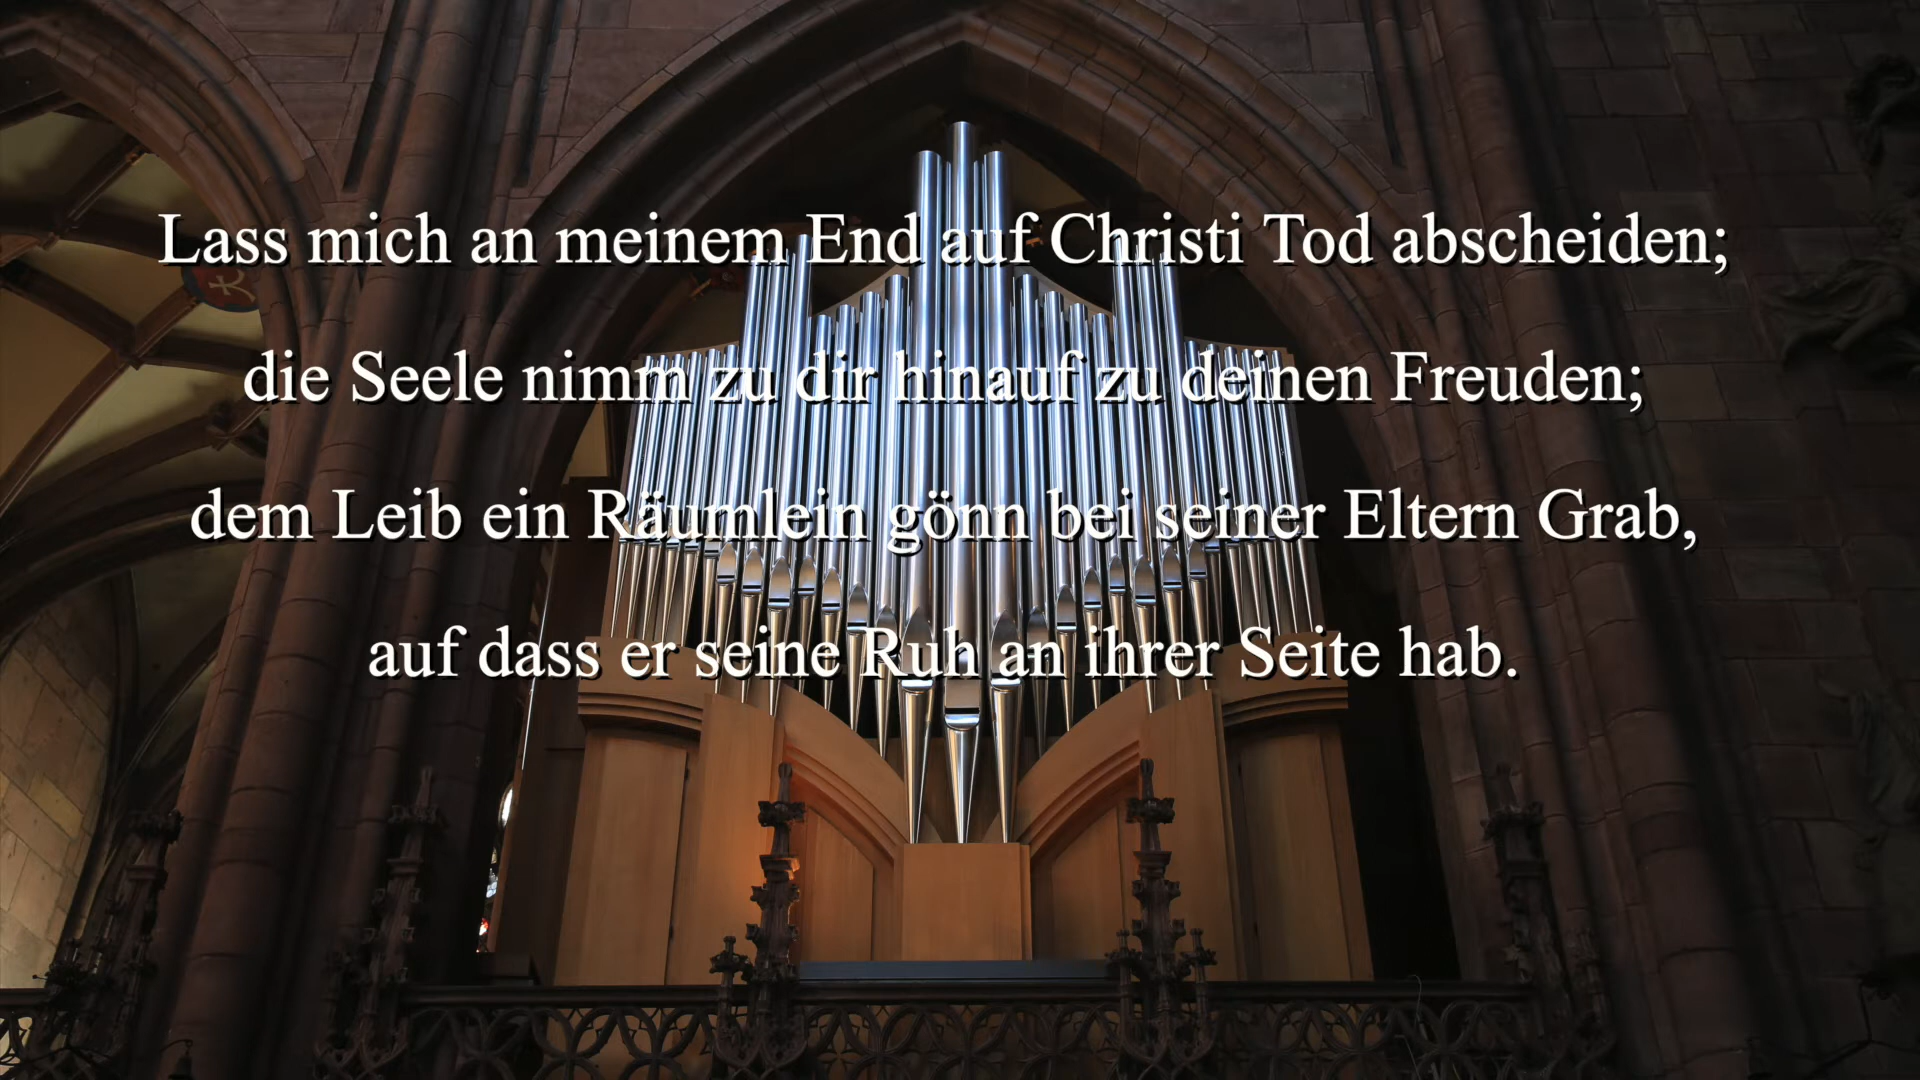 Lass mich an meinem End auf Christi Tod abscheiden;
die Seele nimm zu dir hinauf zu deinen Freuden;
dem Leib ein Räumlein gönn bei seiner Eltern Grab,
auf dass er seine Ruh an ihrer Seite hab.